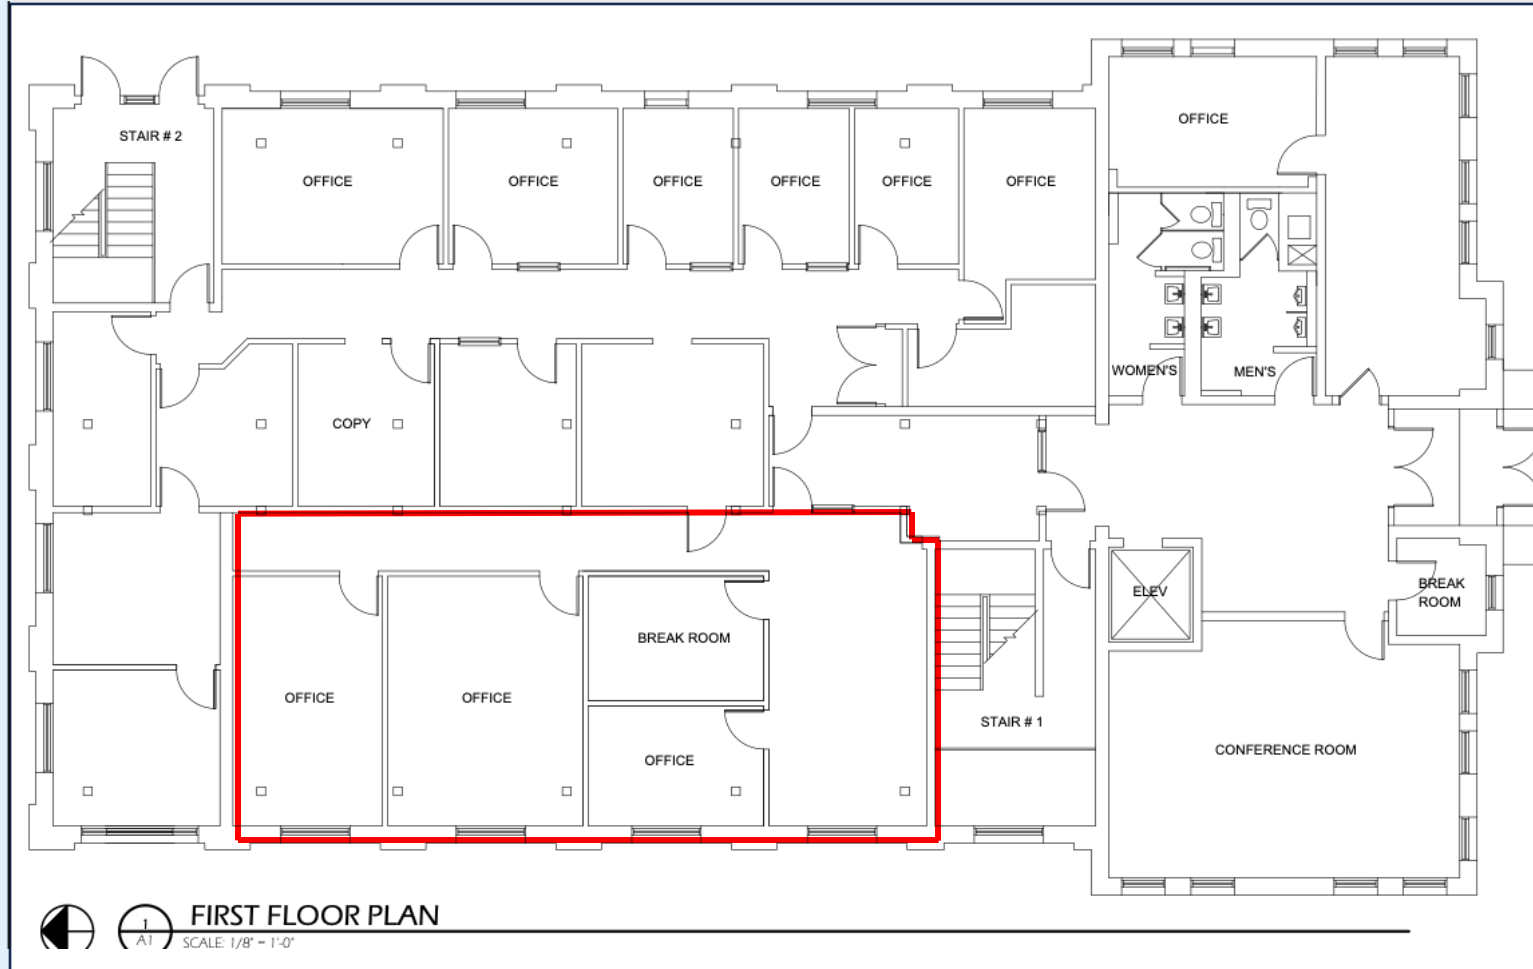 OFFICE
STAIR # 2
OFFICE
OFFICE
OFFICE
OFFICE
OFFICE
OFFICE
WOMEN'S
MEN'S
COPY
ELEV
BREAK
ROOM
BREAK ROOM
OFFICE
OFFICE
STAIR # 1
CONFERENCE ROOM
OFFICE
1
A1
FIRST FLOOR PLAN
SCALE: 1/8" = 1'-0"